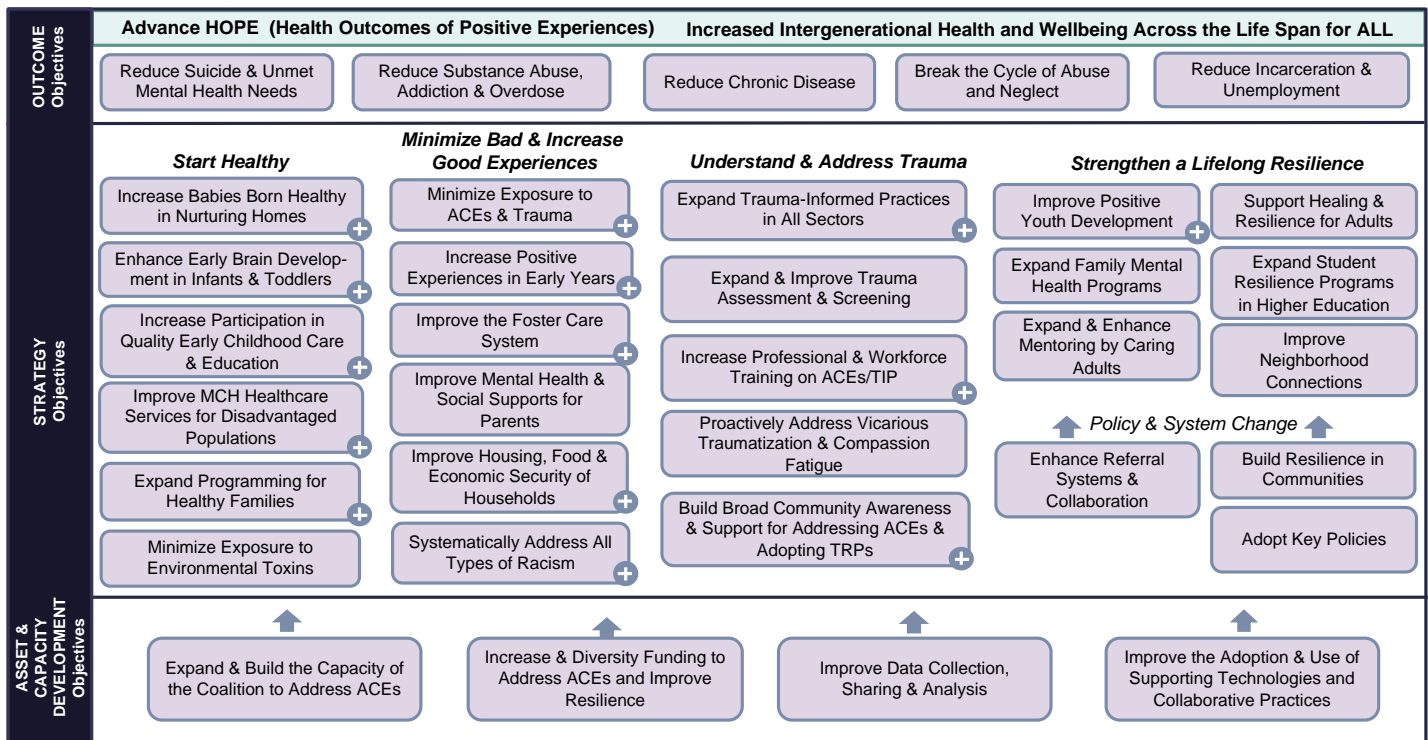 OUTCOME
Objectives
Advance HOPE (Health Outcomes of Positive Experiences)
Increased Intergenerational Health and Wellbeing Across the Life Span for ALL
Reduce Suicide & Unmet
Mental Health Needs
Reduce Substance Abuse,
Addiction & Overdose
Reduce Chronic Disease
Break the Cycle of Abuse
and Neglect
Reduce Incarceration &
Unemployment
STRATEGY
Objectives
Start Healthy
Increase Babies Born Healthy
in Nurturing Homes
+
Enhance Early Brain Develop-
ment in Infants & Toddlers
+
Increase Participation in
Quality Early Childhood Care
& Education
+
Improve MCH Healthcare
Services for Disadvantaged
Populations
+
Expand Programming for
Healthy Families
+
Minimize Exposure to
Environmental Toxins
Minimize Bad & Increase
Good Experiences
Minimize Exposure to
ACEs & Trauma
+
Increase Positive
Experiences in Early Years
+
Improve the Foster Care
System
+
Improve Mental Health &
Social Supports for
Parents
Improve Housing, Food &
Economic Security of
Households
+
Systematically Address All
Types of Racism
+
Understand & Address Trauma
Expand Trauma-Informed Practices
in All Sectors
+
Expand & Improve Trauma
Assessment & Screening
Increase Professional & Workforce
Training on ACEs/TIP
+
Proactively Address Vicarious
Traumatization & Compassion
Fatigue
Build Broad Community Awareness
& Support for Addressing ACEs &
Adopting TRPs
+
Strengthen a Lifelong Resilience
Improve Positive
Youth Development
+
Expand Family Mental
Health Programs
Expand & Enhance
Mentoring by Caring
Adults
Support Healing &
Resilience for Adults
Expand Student
Resilience Programs
in Higher Education
Improve
Neighborhood
Connections
Policy & System Change
Enhance Referral
Systems &
Collaboration
Build Resilience in
Communities
Adopt Key Policies
ASSET &
CAPACITY
DEVELOPMENT
Objectives
Expand & Build the Capacity of
the Coalition to Address ACEs
Increase & Diversity Funding to
Address ACEs and Improve
Resilience
Improve Data Collection,
Sharing & Analysis
Improve the Adoption & Use of
Supporting Technologies and
Collaborative Practices